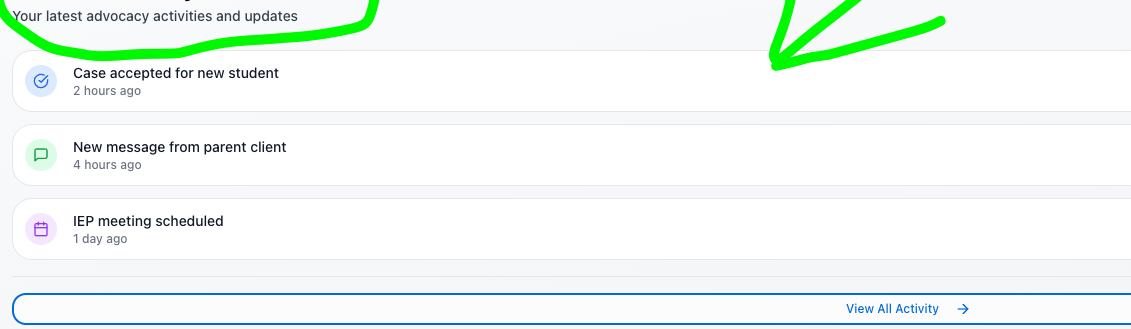 Your latest advocacy activities and updates
Case accepted for new student
2 hours ago
New message from parent client
4 hours ago
IEP meeting scheduled
1 day ago
View All Activity